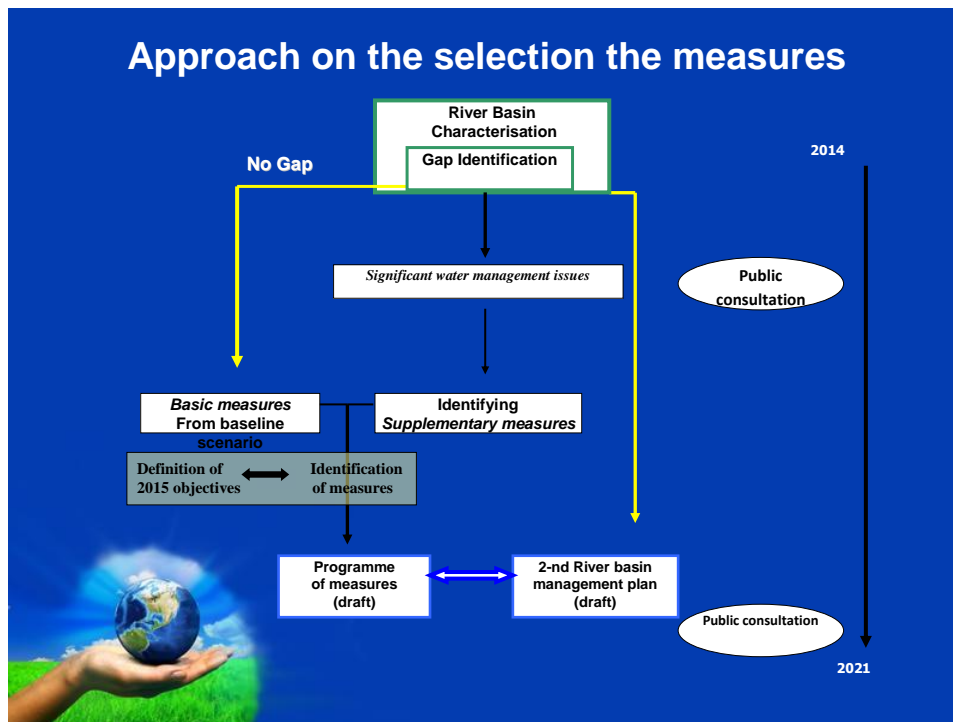 Approach on the selection the measures
River Basin
Characterisation
Gap Identification
No Gap
2014
Significant water management issues
Public
consultation
Basic measures
From baseline
scenario
Identifying
Supplementary measures
Definition of
2015 objectives
Identification
of measures
Programme
of measures
(draft)
2-nd River basin
management plan
(draft)
Public consultation
2021